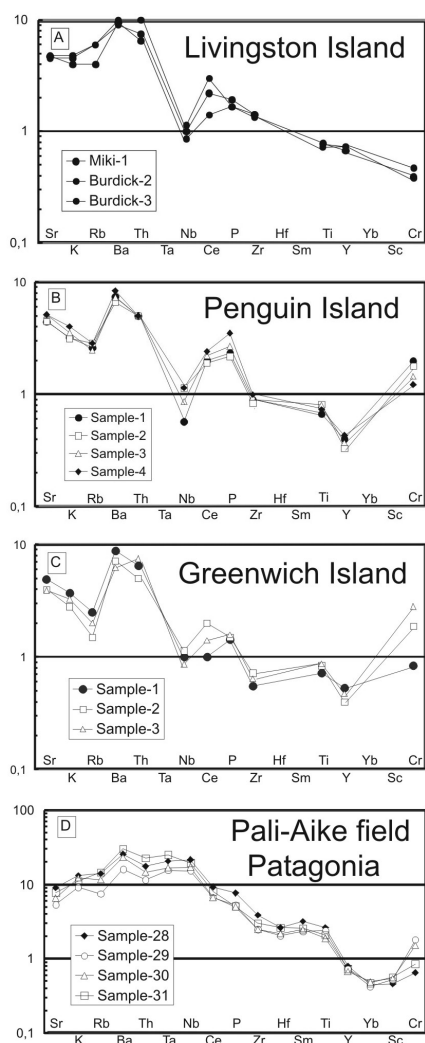 A
Livingston Island
10
1
0,1
Miki-1
Burdick-2
Burdick-3
Sr Rb Th Nb P Hf Ti Yb Cr
K Ba Ta Ce Zr Sm Y Sc
B
Penguin Island
10
1
0,1
Sample-1
Sample-2
Sample-3
Sample-4
Sr Rb Th Nb P Hf Ti Yb Cr
K Ba Ta Ce Zr Sm Y Sc
C
Greenwich Island
10
1
0,1
Sample-1
Sample-2
Sample-3
Sr Rb Th Nb P Hf Ti Yb Cr
K Ba Ta Ce Zr Sm Y Sc
D
Pali-Aike field
Patagonia
100
10
1
0,1
Sample-28
Sample-29
Sample-30
Sample-31
Sr Rb Th Nb P Hf Ti Yb Cr
K Ba Ta Ce Zr Sm Y Sc